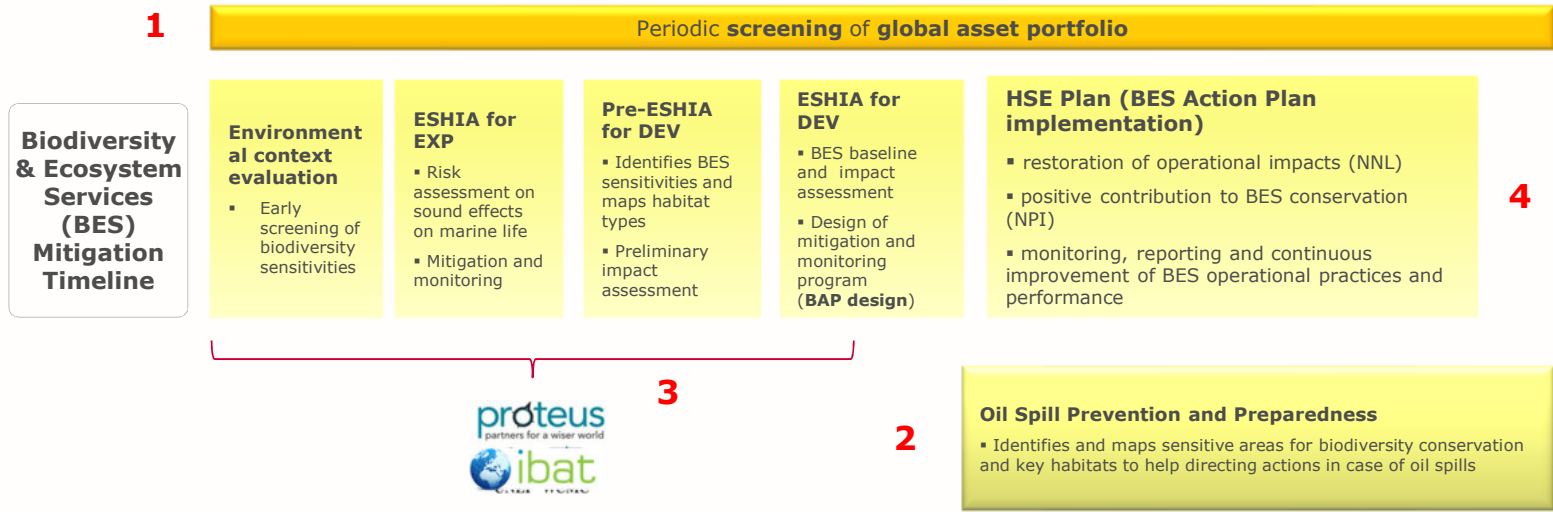 1
Periodic screening of global asset portfolio
Biodiversity
& Ecosystem
Services
(BES)
Mitigation
Timeline
Environment
al context
evaluation
▪ Early
screening of
biodiversity
sensitivities
ESHIA for
EXP
▪ Risk
assessment on
sound effects
on marine life
▪ Mitigation and
monitoring
Pre-ESHIA
for DEV
▪ Identifies BES
sensitivities and
maps habitat
types
▪ Preliminary
impact
assessment
ESHIA for
DEV
▪ BES baseline
and impact
assessment
▪ Design of
mitigation and
monitoring
program
(BAP design)
HSE Plan (BES Action Plan
implementation)
▪ restoration of operational impacts (NNL)
▪ positive contribution to BES conservation
(NPI)
▪ monitoring, reporting and continuous
improvement of BES operational practices and
performance
4
3
proteus
partners for a wiser world
ibat
2
Oil Spill Prevention and Preparedness
▪ Identifies and maps sensitive areas for biodiversity conservation
and key habitats to help directing actions in case of oil spills